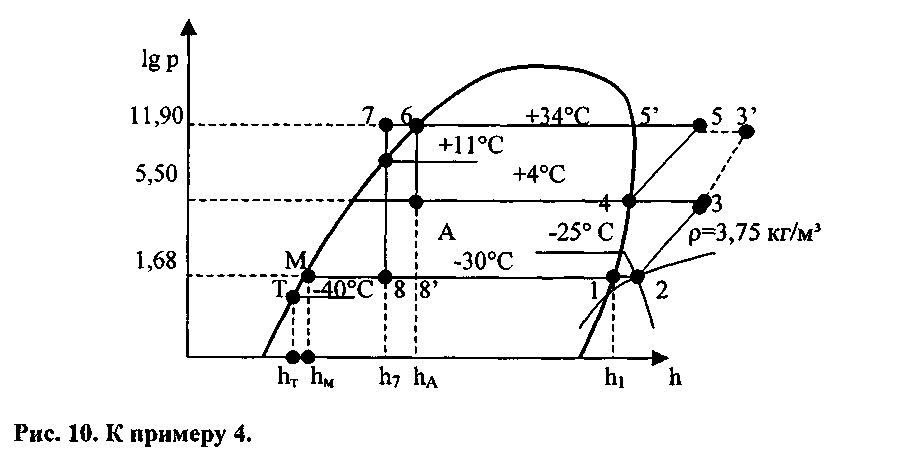 lg p
11,90 7 6 +34°C 5’ 5 3’
+11°C
5,50 +4°C
4 3
A -25° C ρ=3,75 кг/м³
1,68 M -30°C
T -40°C 8 8’ 1 2
hт hм h7 hА h1 h
Рис. 10. К примеру 4.